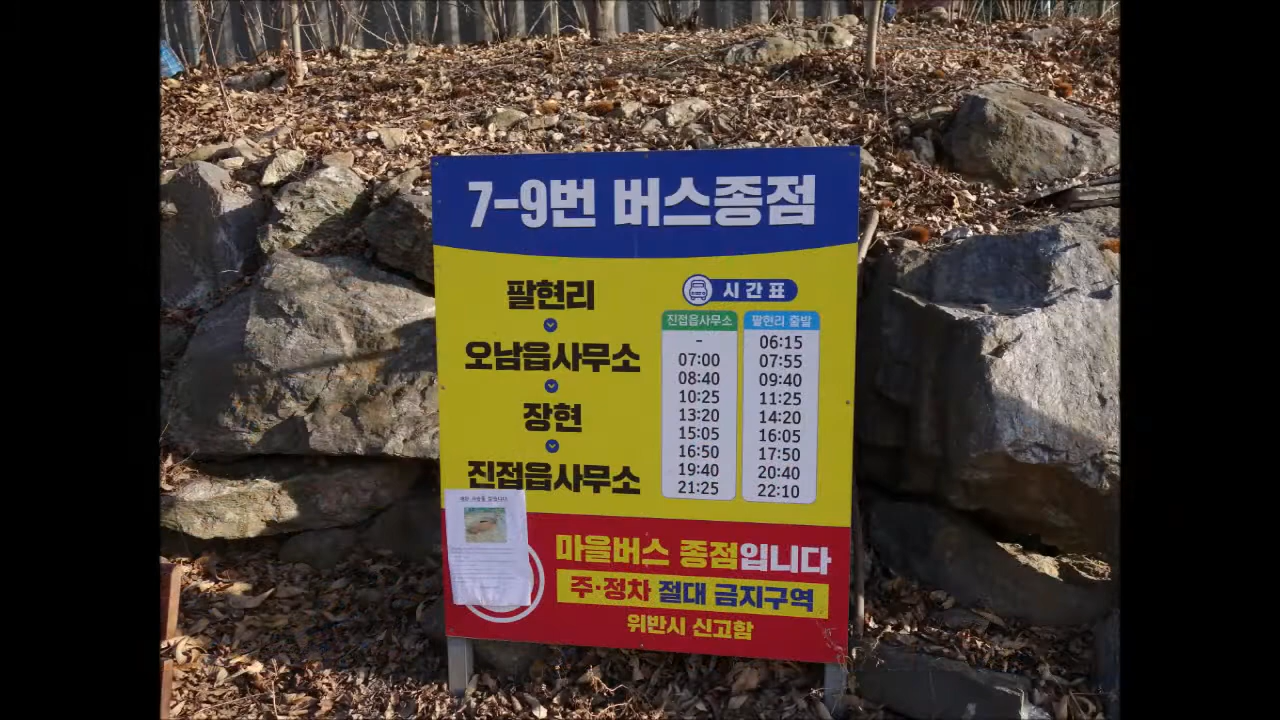 7-9번 버스종점
팔현리
오남읍사무소
장현
진접읍사무소
시간표
진접읍사무소 팔현리 출발
- 06:15
07:00 07:55
08:40 09:40
10:25 11:25
13:20 14:20
15:05 16:05
16:50 17:50
19:40 20:40
21:25 22:10
마을버스 종점입니다
주·정차 절대 금지구역
위반시 신고함